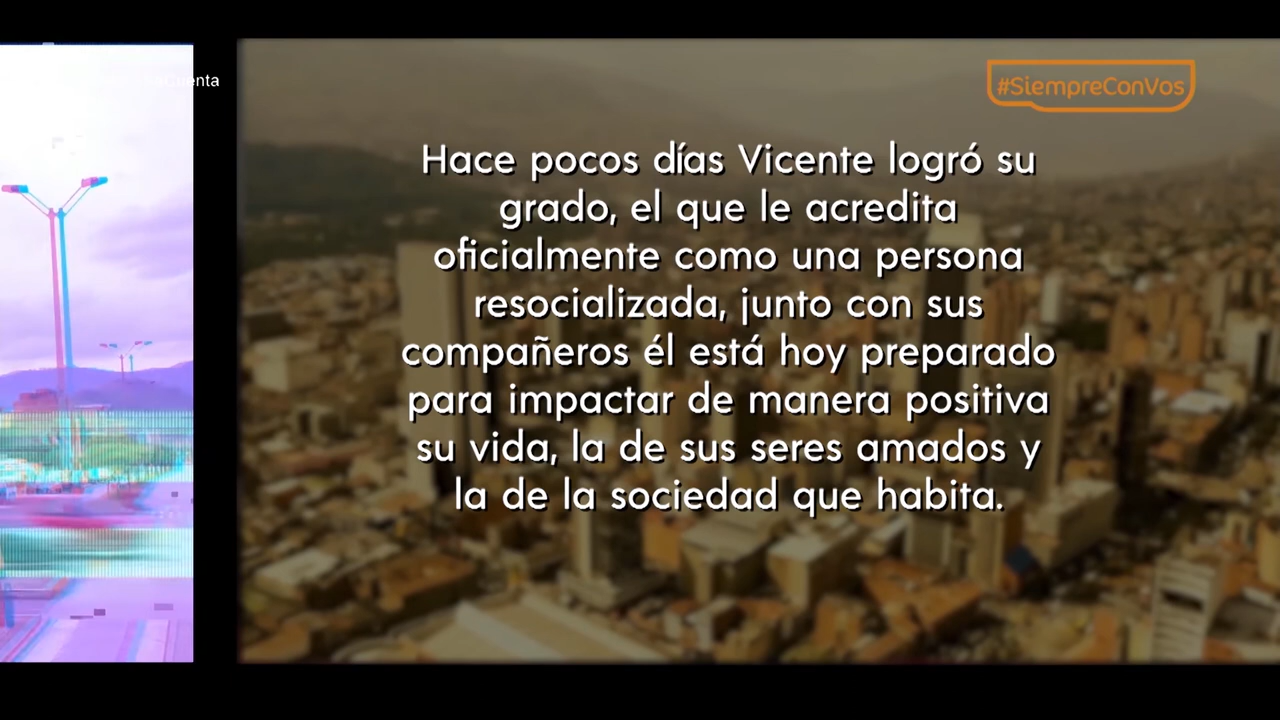 #SiempreConVos
Hace pocos días Vicente logró su
grado, el que le acredita
oficialmente como una persona
resocializada, junto con sus
compañeros él está hoy preparado
para impactar de manera positiva
su vida, la de sus seres amados y
la de la sociedad que habita.